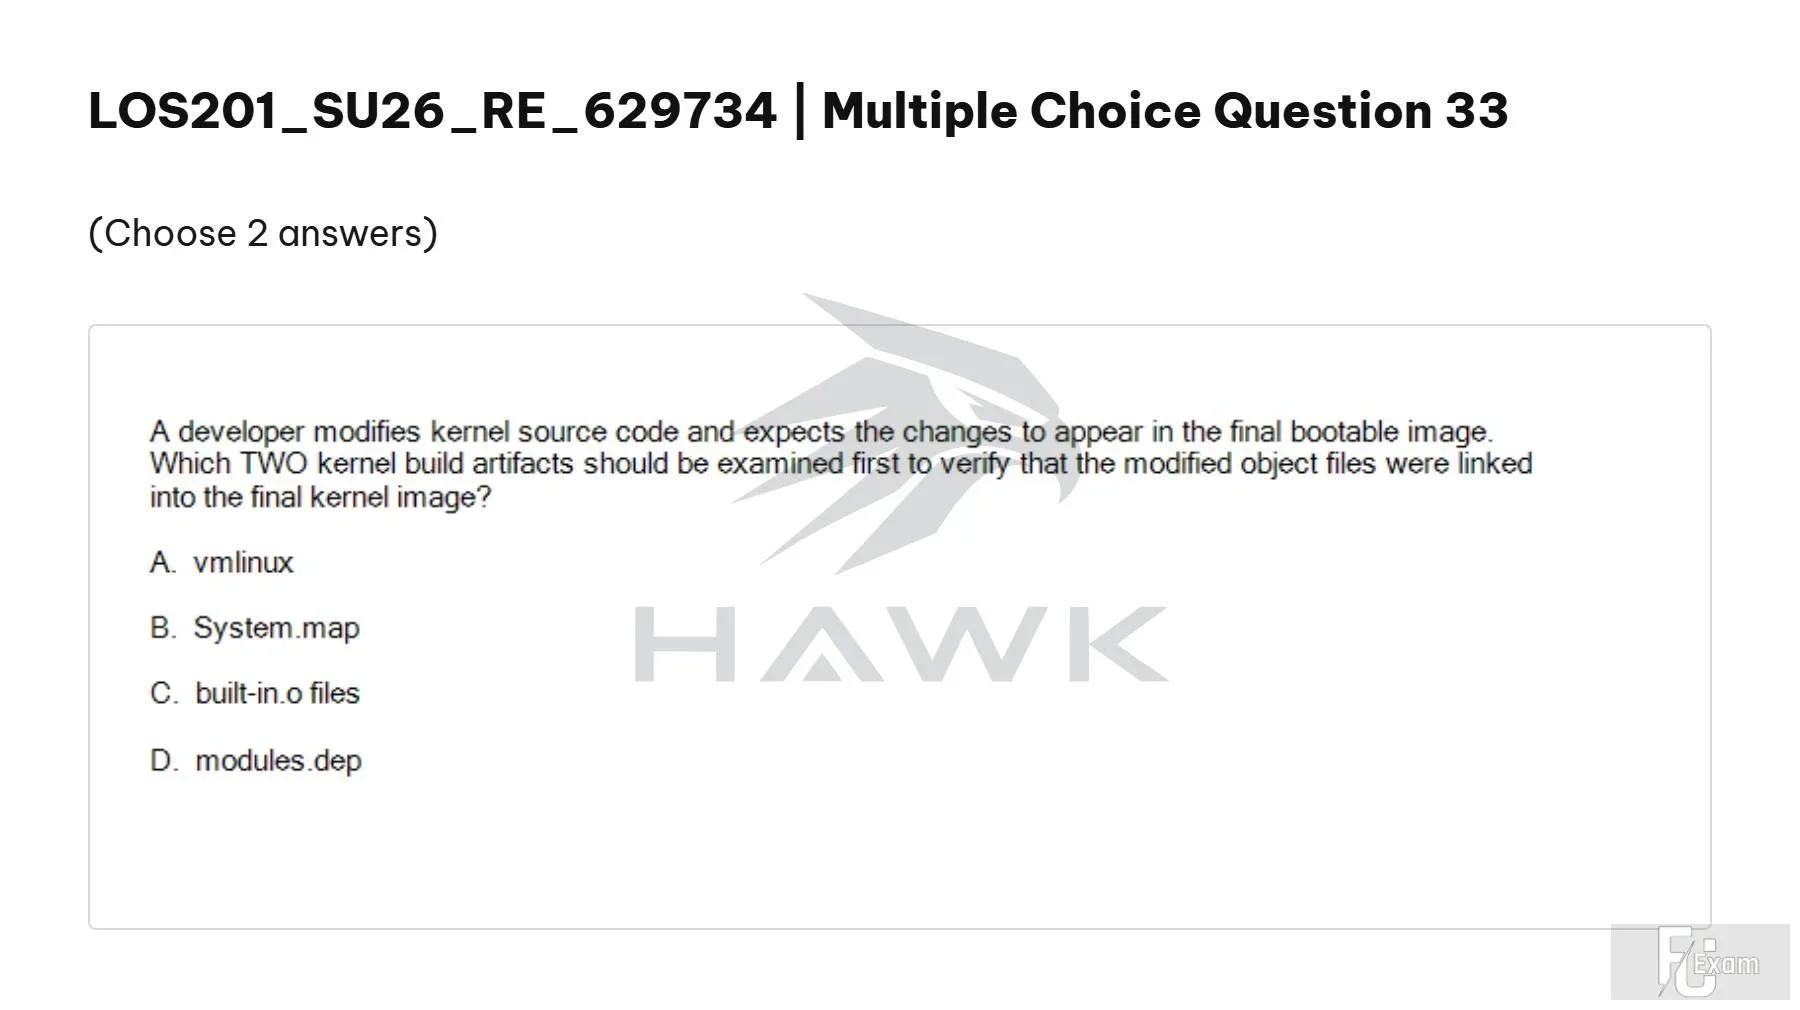 LOS201_SU26_RE_629734 | Multiple Choice Question 33
(Choose 2 answers)
A developer modifies kernel source code and expects the changes to appear in the final bootable image.
Which TWO kernel build artifacts should be examined first to verify that the modified object files were linked
into the final kernel image?
A. vmlinux
B. System.map
HAWK
C. built-in.o files
D. modules.dep
FU Exam